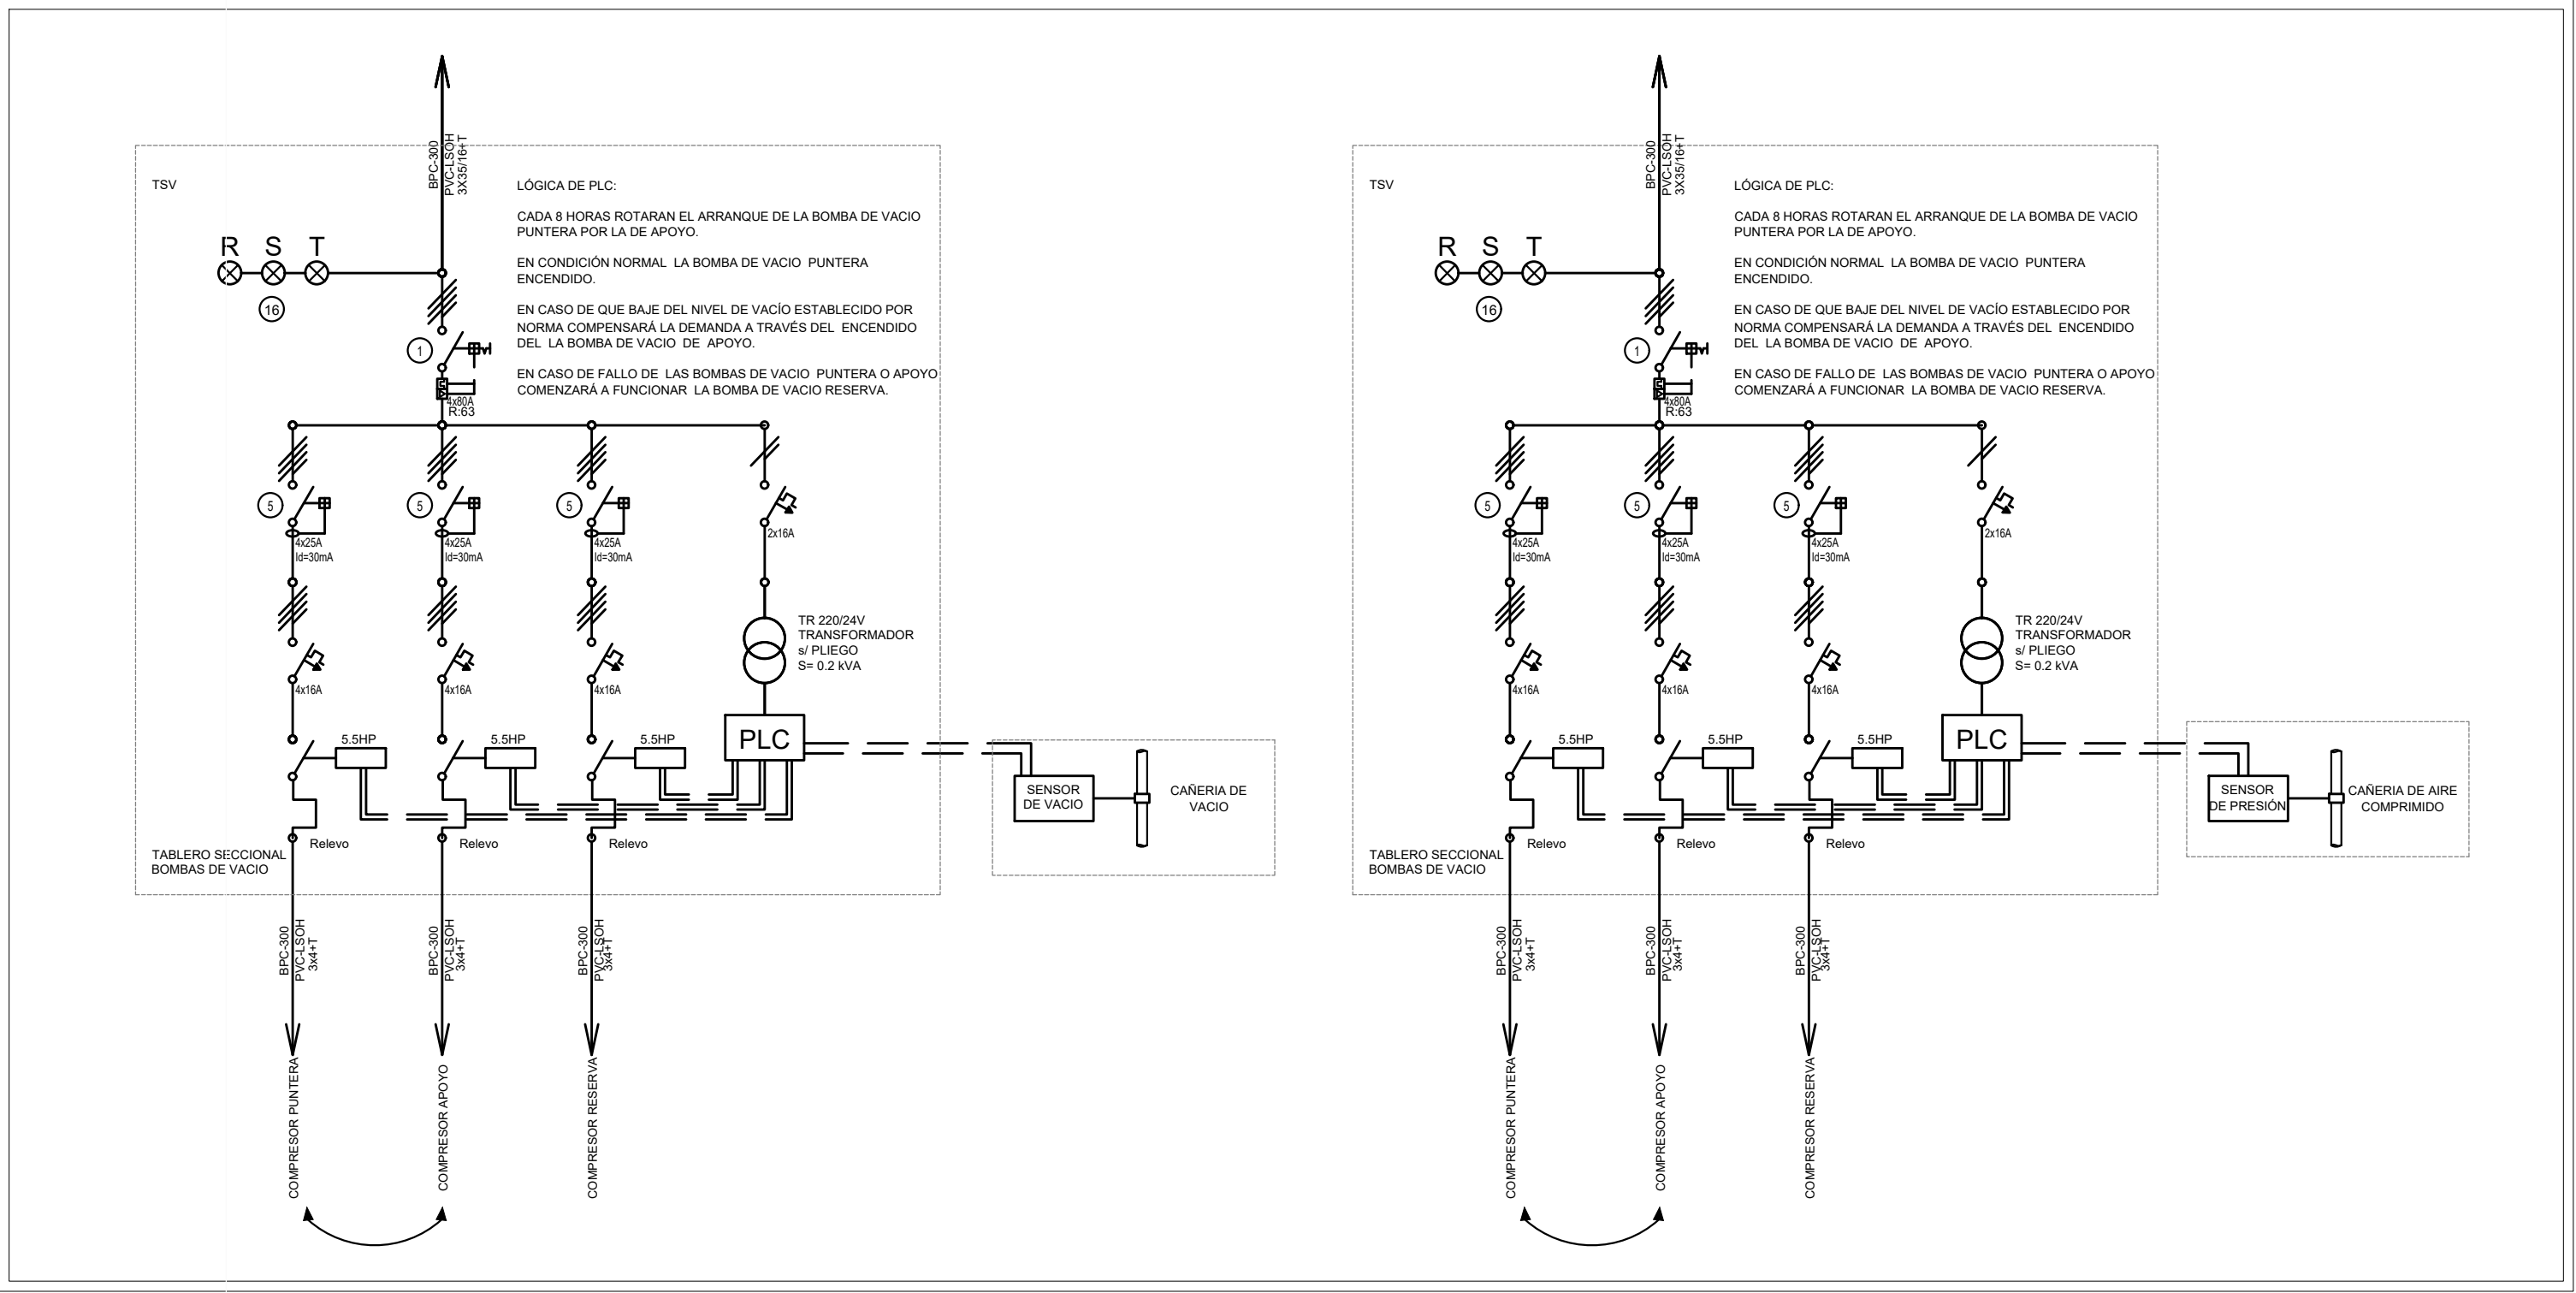 BPC-300
PVC-LSOH
3X35/16+T
TSV
LÓGICA DE PLC:
CADA 8 HORAS ROTARAN EL ARRANQUE DE LA BOMBA DE VACIO
PUNTERA POR LA DE APOYO.
EN CONDICIÓN NORMAL LA BOMBA DE VACIO PUNTERA
ENCENDIDO.
EN CASO DE QUE BAJE DEL NIVEL DE VACÍO ESTABLECIDO POR
NORMA COMPENSARÁ LA DEMANDA A TRAVÉS DEL ENCENDIDO
DEL LA BOMBA DE VACIO DE APOYO.
EN CASO DE FALLO DE LAS BOMBAS DE VACIO PUNTERA O APOYO
COMENZARÁ A FUNCIONAR LA BOMBA DE VACIO RESERVA.
R S T
16
1
4x80A
R:63
5
4x25A
Id=30mA
5
4x25A
Id=30mA
5
4x25A
Id=30mA
2x16A
4x16A
4x16A
4x16A
TR 220/24V
TRANSFORMADOR
s/ PLIEGO
S= 0.2 kVA
PLC
5.5HP
5.5HP
5.5HP
Relevo
Relevo
Relevo
SENSOR
DE VACIO
CAÑERIA DE
VACIO
TABLERO SECCIONAL
BOMBAS DE VACIO
BPC-300
PVC-LSOH
3x4+T
BPC-300
PVC-LSOH
3x4+T
BPC-300
PVC-LSOH
3x4+T
COMPRESOR PUNTERA
COMPRESOR APOYO
COMPRESOR RESERVA
BPC-300
PVC-LSOH
3X35/16+T
TSV
LÓGICA DE PLC:
CADA 8 HORAS ROTARAN EL ARRANQUE DE LA BOMBA DE VACIO
PUNTERA POR LA DE APOYO.
EN CONDICIÓN NORMAL LA BOMBA DE VACIO PUNTERA
ENCENDIDO.
EN CASO DE QUE BAJE DEL NIVEL DE VACÍO ESTABLECIDO POR
NORMA COMPENSARÁ LA DEMANDA A TRAVÉS DEL ENCENDIDO
DEL LA BOMBA DE VACIO DE APOYO.
EN CASO DE FALLO DE LAS BOMBAS DE VACIO PUNTERA O APOYO
COMENZARÁ A FUNCIONAR LA BOMBA DE VACIO RESERVA.
R S T
16
1
4x80A
R:63
5
4x25A
Id=30mA
5
4x25A
Id=30mA
5
4x25A
Id=30mA
2x16A
4x16A
4x16A
4x16A
TR 220/24V
TRANSFORMADOR
s/ PLIEGO
S= 0.2 kVA
PLC
5.5HP
5.5HP
5.5HP
Relevo
Relevo
Relevo
SENSOR
DE PRESIÓN
CAÑERIA DE AIRE
COMPRIMIDO
TABLERO SECCIONAL
BOMBAS DE VACIO
BPC-300
PVC-LSOH
3x4+T
BPC-300
PVC-LSOH
3x4+T
BPC-300
PVC-LSOH
3x4+T
COMPRESOR PUNTERA
COMPRESOR APOYO
COMPRESOR RESERVA